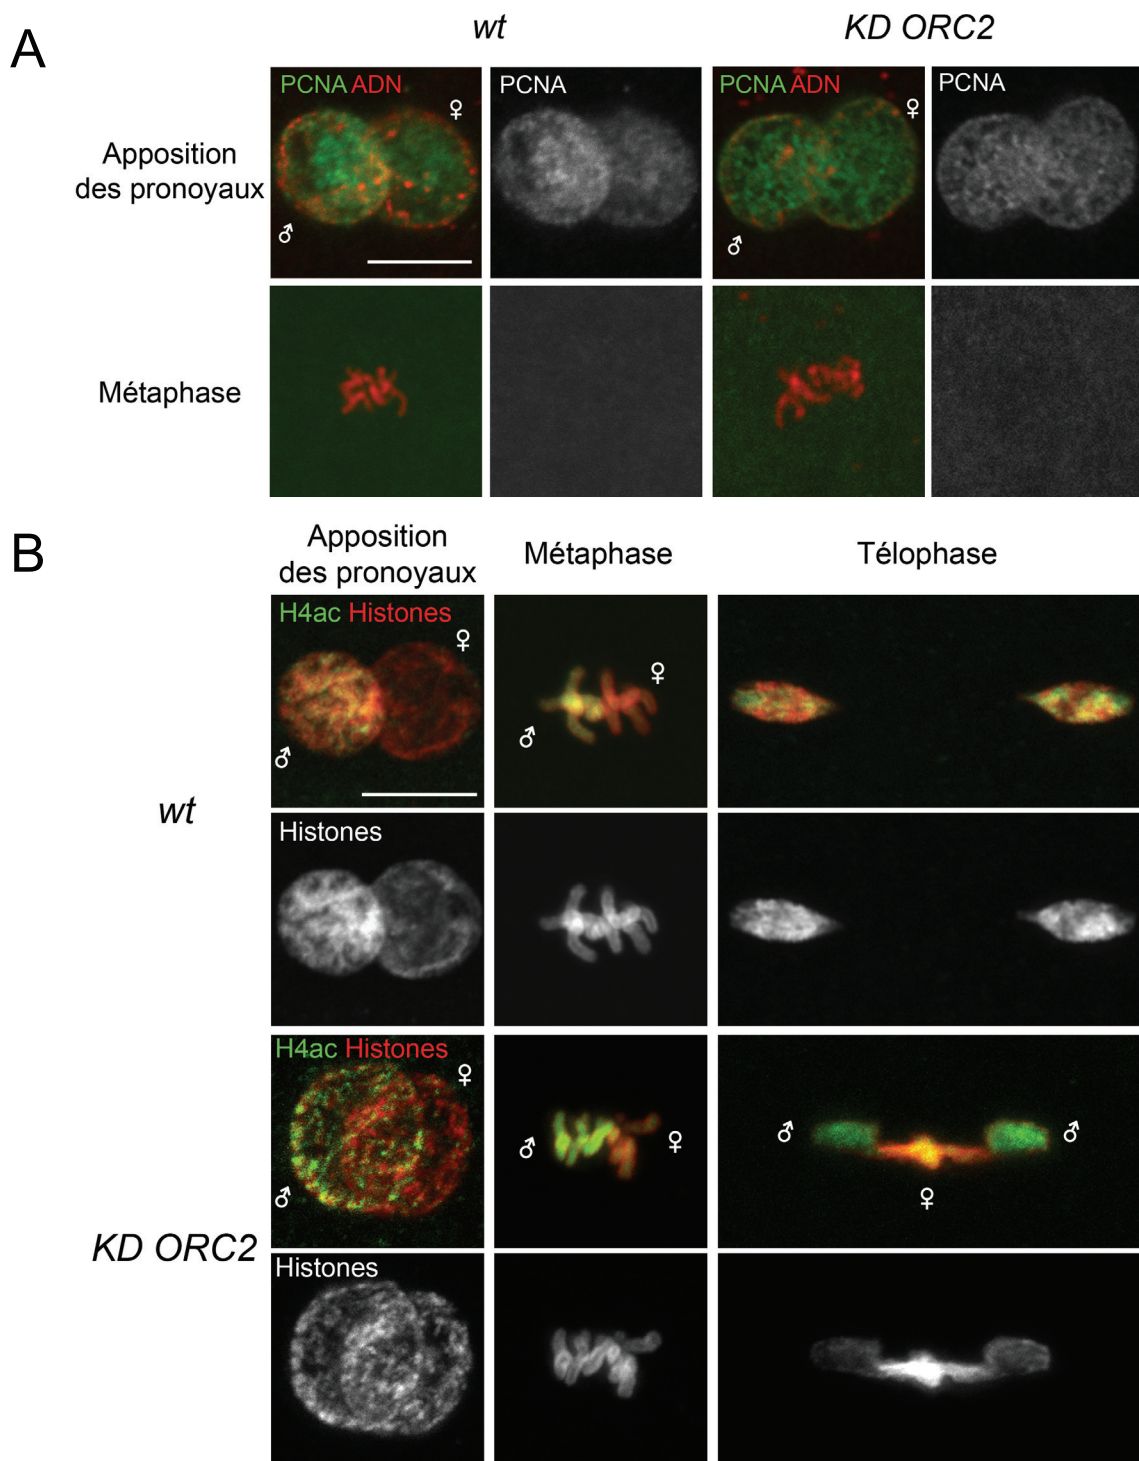 A
wt
KD ORC2
PCNA ADN
♀
♂
PCNA
PCNA ADN
♀
♂
PCNA
Apposition
des pronoyaux
Métaphase
B
Apposition
des pronoyaux
Métaphase
Télophase
wt
H4ac Histones
♀
♂
♀
♂
Histones
KD ORC2
H4ac Histones
♀
♂
♂
♀
♂
♂
♀
Histones